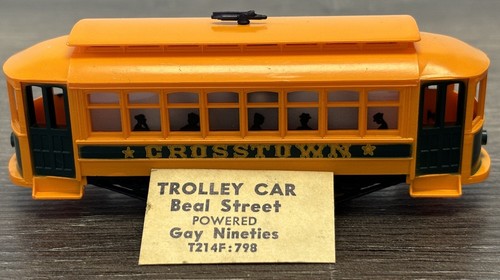 CROSSTOWN
TROLLEY CAR
Beal Street
POWERED
Gay Nineties
T214F:798